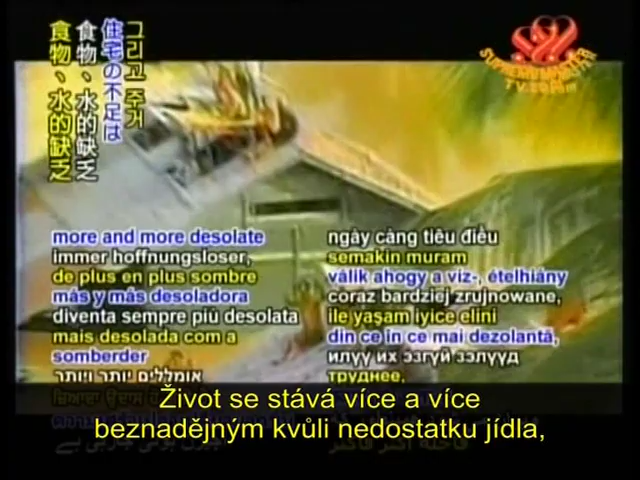 그리고 주거
住宅の不足は
食物、水的缺乏
食物、水的缺乏
SUPREME MASTER
TV.com
more and more desolate
immer hoffnungsloser,
de plus en plus sombre
más y más desoladora
diventa sempre più desolata
mais desolada com a
somberder
אומללים יותר ויותר
ngày càng tiêu điều
semakin muram
válik ahogy a víz-, ételhiány
coraz bardziej zrujnowane,
ile yaşam iyice elini
din ce în ce mai dezolantă,
илүү их эзгүй зэлүүд
труднее,
Život se stává více a více
beznadějným kvůli nedostatku jídla,